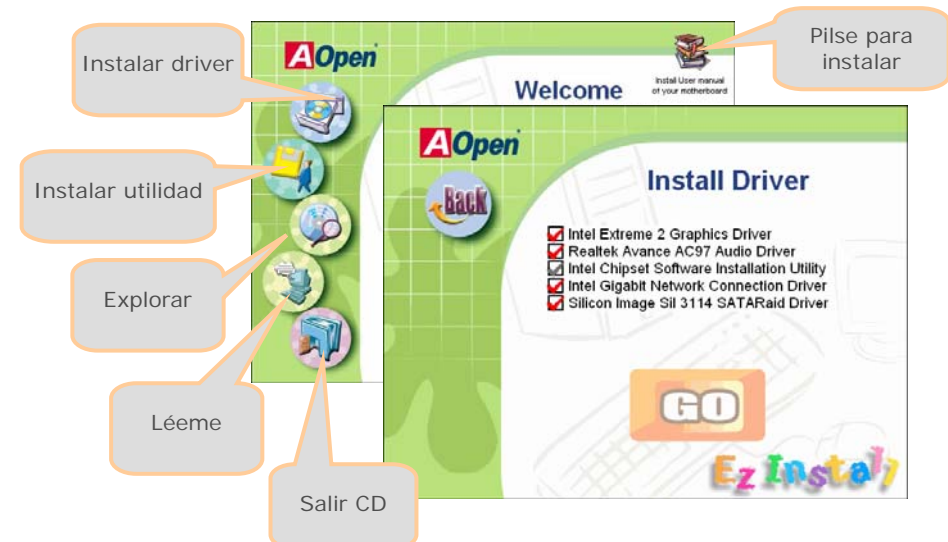 Instalar driver
Instalar utilidad
Explorar
Léeme
Salir CD
Pilse para
instalar
AOpen
Install User manual
of your motherboard
Welcome
AOpen
Back
Install Driver
Intel Extreme 2 Graphics Driver
Realtek Avance AC97 Audio Driver
Intel Chipset Software Installation Utility
Intel Gigabit Network Connection Driver
Silicon Image Sil 3114 SATARaid Driver
GO
Ez Install